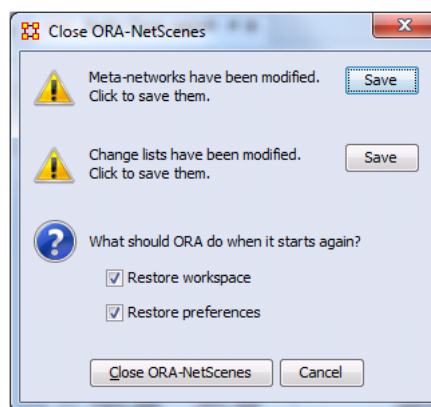 Close ORA-NetScenes
Meta-networks have been modified.
Click to save them.
Save
Change lists have been modified.
Click to save them.
Save
What should ORA do when it starts again?
Restore workspace
Restore preferences
Close ORA-NetScenes
Cancel